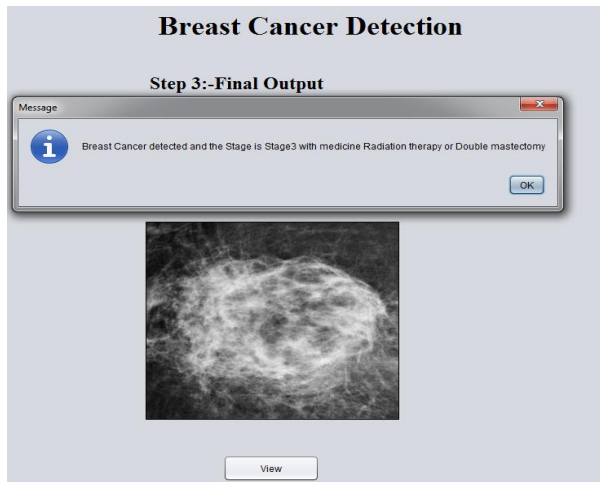 Breast Cancer Detection
Step 3:-Final Output
Message
Breast Cancer detected and the Stage is Stage3 with medicine Radiation therapy or Double mastectomy
OK
View